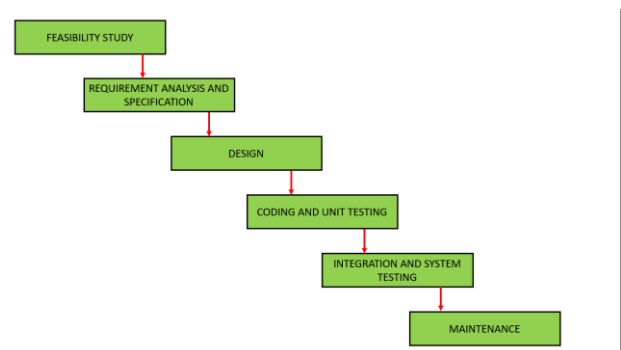 FEASIBILITY STUDY
REQUIREMENT ANALYSIS AND
SPECIFICATION
DESIGN
CODING AND UNIT TESTING
INTEGRATION AND SYSTEM
TESTING
MAINTENANCE